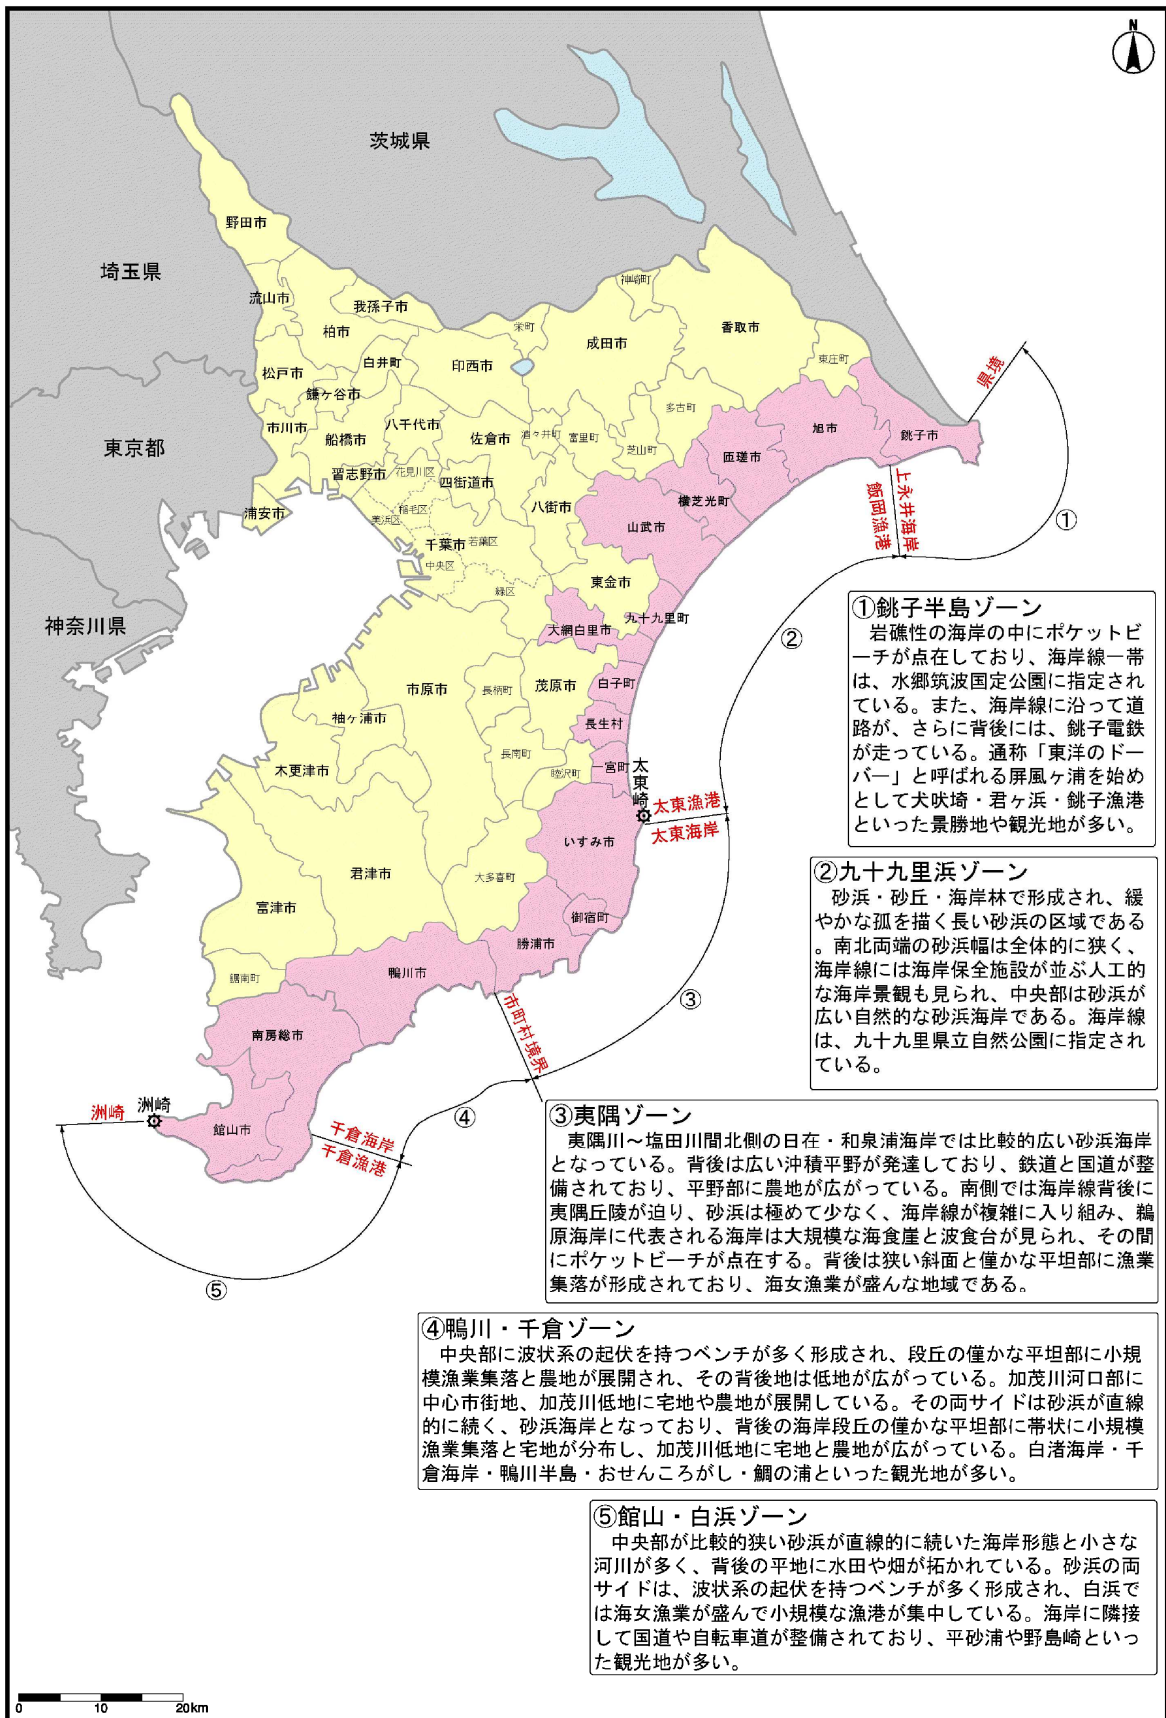 N
茨城県
野田市
埼玉県
流山市
我孫子市
神崎町
柏市
栄町
香取市
成田市
白井町
印西市
東庄町
松戸市
県境
鎌ヶ谷市
多古町
市川市
八千代市
旭市
銚子市
東京都
船橋市
佐倉市
酒々井町
富里町
芝山町
匝瑳市
習志野市
花見川区
四街道市
横芝光町
上永井海岸
飯岡漁港
浦安市
稲毛区
美浜区
八街市
山武市
①
千葉市
若葉区
中央区
東金市
緑区
神奈川県
大網白里市
九十九里町
②
市原市
長柄町
茂原市
白子町
袖ヶ浦市
長生村
長南町
木更津市
睦沢町
一宮町
太東崎
太東漁港
太東海岸
いすみ市
君津市
大多喜町
富津市
御宿町
勝浦市
鴨川市
鋸南町
③
市町村境界
南房総市
④
洲崎
洲崎
館山市
千倉海岸
千倉漁港
⑤
①銚子半島ゾーン
岩礁性の海岸の中にポケットビ
ーチが点在しており、海岸線一帯
は、水郷筑波国定公園に指定され
ている。また、海岸線に沿って道
路が、さらに背後には、銚子電鉄
が走っている。通称「東洋のドー
バー」と呼ばれる屏風ヶ浦を始め
として犬吠埼・君ヶ浜・銚子漁港
といった景勝地や観光地が多い。
②九十九里浜ゾーン
砂浜・砂丘・海岸林で形成され、緩
やかな孤を描く長い砂浜の区域である
。南北両端の砂浜幅は全体的に狭く、
海岸線には海岸保全施設が並ぶ人工的
な海岸景観も見られ、中央部は砂浜が
広い自然的な砂浜海岸である。海岸線
は、九十九里県立自然公園に指定され
ている。
③夷隅ゾーン
夷隅川～塩田川間北側の日在・和泉浦海岸では比較的広い砂浜海岸
となっている。背後は広い沖積平野が発達しており、鉄道と国道が整
備されており、平野部に農地が広がっている。南側では海岸線背後に
夷隅丘陵が迫り、砂浜は極めて少なく、海岸線が複雑に入り組み、鵜
原海岸に代表される海岸は大規模な海食崖と波食台が見られ、その間
にポケットビーチが点在する。背後は狭い斜面と僅かな平坦部に漁業
集落が形成されており、海女漁業が盛んな地域である。
④鴨川・千倉ゾーン
中央部に波状系の起伏を持つベンチが多く形成され、段丘の僅かな平坦部に小規
模漁業集落と農地が展開され、その背後地は低地が広がっている。加茂川河口部に
中心市街地、加茂川低地に宅地や農地が展開している。その両サイドは砂浜が直線
的に続く、砂浜海岸となっており、背後の海岸段丘の僅かな平坦部に帯状に小規模
漁業集落と宅地が分布し、加茂川低地に宅地と農地が広がっている。白渚海岸・千
倉海岸・鴨川半島・おせんころがし・鯛の浦といった観光地が多い。
⑤館山・白浜ゾーン
中央部が比較的狭い砂浜が直線的に続いた海岸形態と小さな
河川が多く、背後の平地に水田や畑が拓かれている。砂浜の両
サイドは、波状系の起伏を持つベンチが多く形成され、白浜で
は海女漁業が盛んで小規模な漁港が集中している。海岸に隣接
して国道や自転車道が整備されており、平砂浦や野島崎といっ
た観光地が多い。
0 10 20km